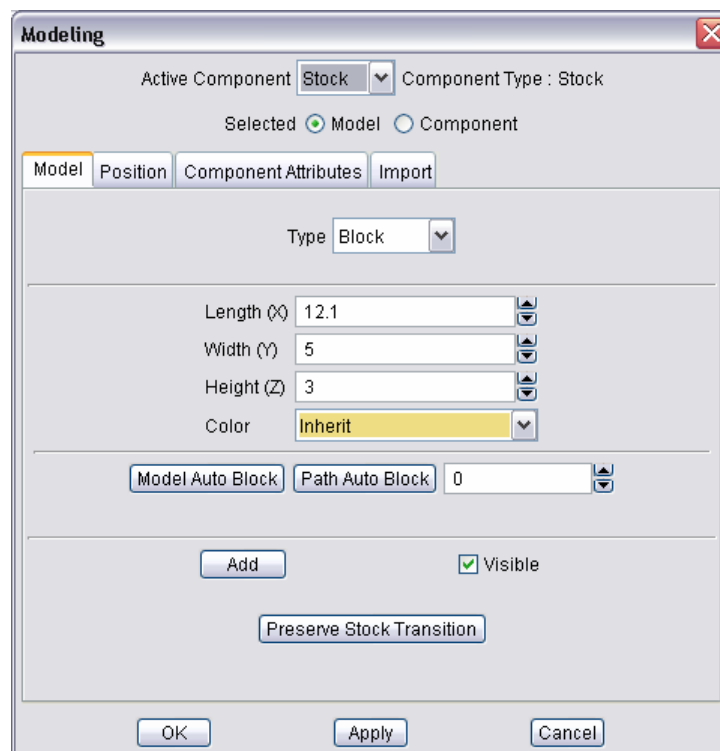 Modeling
Active Component Stock Component Type : Stock
Selected Model Component
Model Position Component Attributes Import
Type Block
Length (X) 12.1
Width (Y) 5
Height (Z) 3
Color Inherit
Model Auto Block Path Auto Block 0
Add Visible
Preserve Stock Transition
OK Apply Cancel